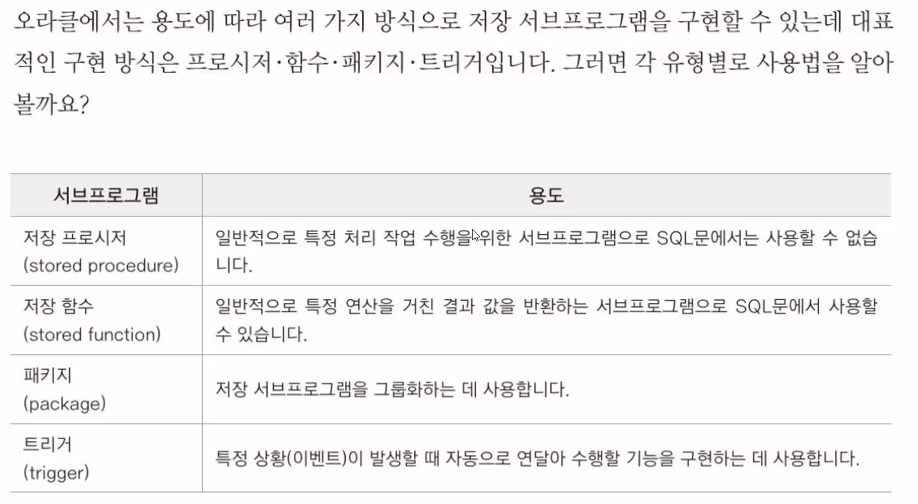 오라클에서는 용도에 따라 여러 가지 방식으로 저장 서브프로그램을 구현할 수 있는데 대표
적인 구현 방식은 프로시저·함수·패키지·트리거입니다. 그러면 각 유형별로 사용법을 알아
볼까요?
서브프로그램 용도
저장 프로시저
(stored procedure)
일반적으로 특정 처리 작업 수행을 위한 서브프로그램으로 SQL문에서는 사용할 수 없습
니다.
저장 함수
(stored function)
일반적으로 특정 연산을 거친 결과 값을 반환하는 서브프로그램으로 SQL문에서 사용할
수 있습니다.
패키지
(package)
저장 서브프로그램을 그룹화하는 데 사용합니다.
트리거
(trigger)
특정 상황(이벤트)이 발생할 때 자동으로 연달아 수행할 기능을 구현하는 데 사용합니다.